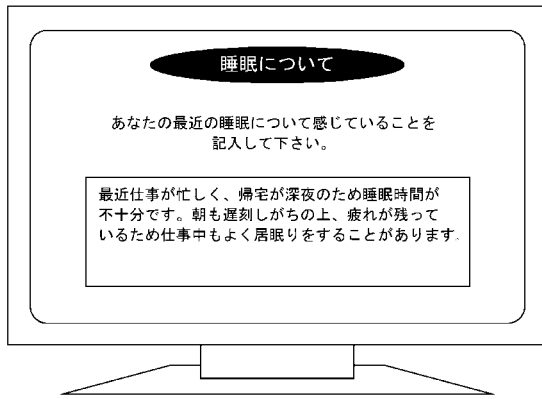 睡眠について
あなたの最近の睡眠について感じていることを
記入して下さい。
最近仕事が忙しく、帰宅が深夜のため睡眠時間が
不十分です。朝も遅刻しがちの上、疲れが残って
いるため仕事中もよく居眠りをすることがあります。